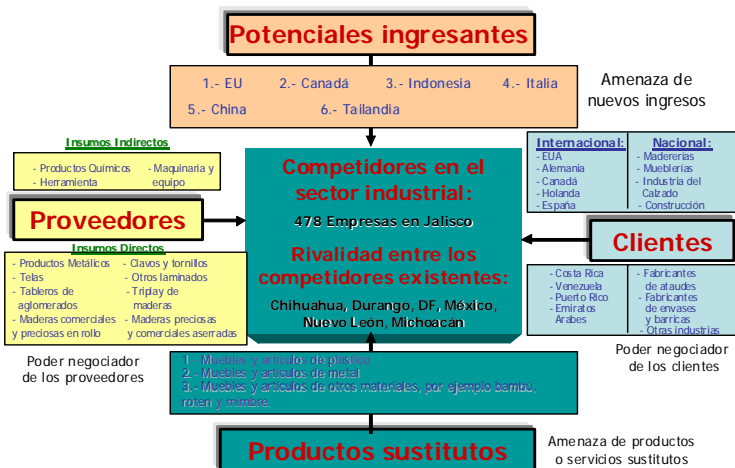 Potenciales ingresantes
1.- EU 2.- Canadá 3.- Indonesia 4.- Italia
5.- China 6.- Tailandia
Amenaza de
nuevos ingresos
Insumos Indirectos
- Productos Químicos
- Herramienta
- Maquinaria y
equipo
Proveedores
Insumos Directos
- Productos Metálicos
- Telas
- Tableros de
aglomerados
- Maderas comerciales
y preciosas en rollo
- Clavos y tornillos
- Otros laminados
- Triplay de
maderas
- Maderas preciosas
y comerciales aserradas
Poder negociador
de los proveedores
Competidores en el
sector industrial:
478 Empresas en Jalisco
Rivalidad entre los
competidores existentes:
Chihuahua, Durango, DF, México,
Nuevo León, Michoacán
Internacional:
- EUA
- Alemania
- Canadá
- Holanda
- España
Nacional:
- Madererías
- Mueblerías
- Industria del
Calzado
- Construcción
Clientes
- Costa Rica
- Venezuela
- Puerto Rico
- Emiratos
Arabes
- Fabricantes
de ataudes
- Fabricantes
de envases
y barricas
- Otras industrias
Poder negociador
de los clientes
1.- Muebles y artículos de plástico
2.- Muebles y artículos de metal
3.- Muebles y artículos de otros materiales, por ejemplo bambú,
roten y mimbre.
Productos sustitutos
Amenaza de productos
o servicios sustitutos